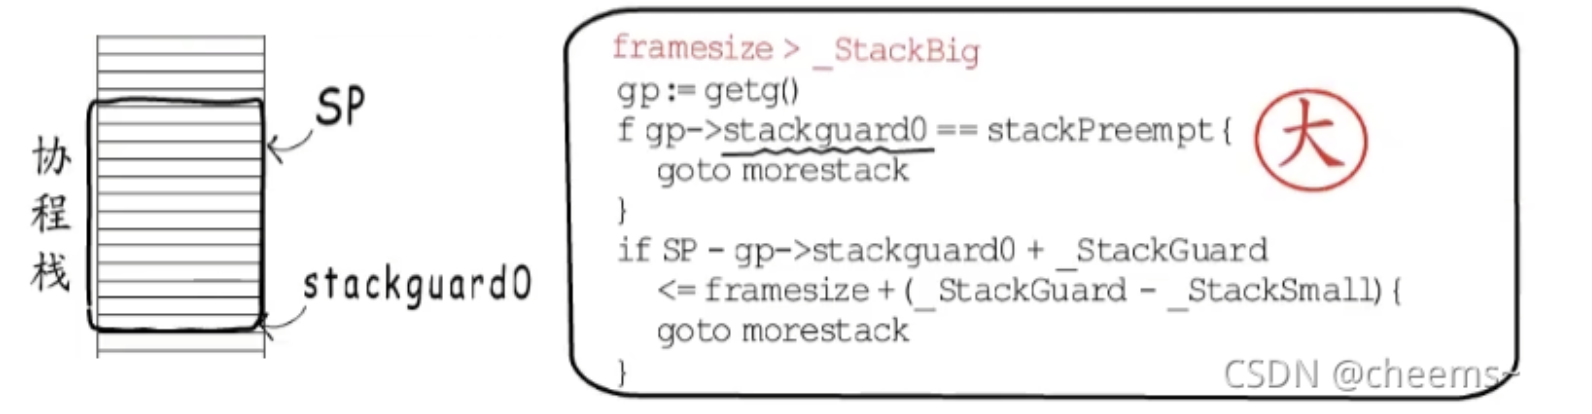 协程栈
SP
stackguard0
framesize > _StackBig
gp := getg()
f gp->stackguard0 == stackPreempt {
goto morestack
}
if SP - gp->stackguard0 + _StackGuard
<= framesize + (_StackGuard - _StackSmall) {
goto morestack
}
大
CSDN @cheems~